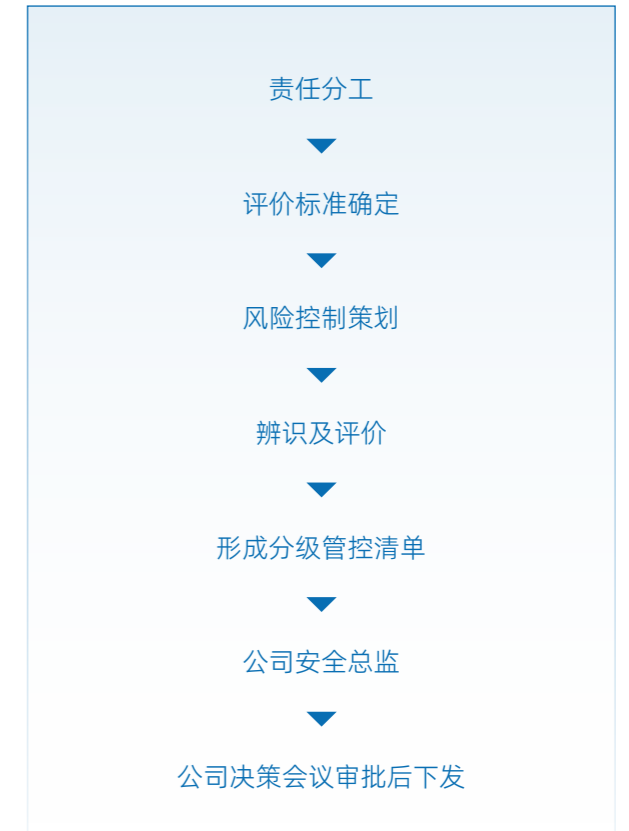 责任分工
评价标准确定
风险控制策划
辨识及评价
形成分级管控清单
公司安全总监
公司决策会议审批后下发